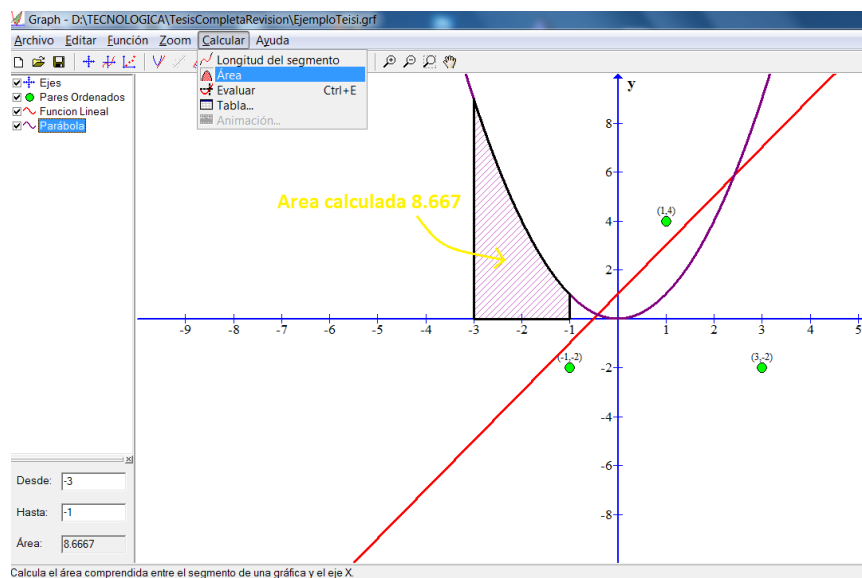 Graph - D:\TECNOLOGICA\TesisCompletaRevision\EjemploTeisi.grf
Archivo Editar Función Zoom Calcular Ayuda
Longitud del segmento
Área
Evaluar Ctrl+E
Tabla...
Animación...
Ejes
Pares Ordenados
Funcion Lineal
Parábola
y
8
6
4
2
-2
-4
-6
-8
Area calculada 8.667
(1,4)
-9 -8 -7 -6 -5 -4 -3 -2 -1 1 2 3 4 5
(-1,-2)
(3,-2)
Desde: -3
Hasta: -1
Área: 8.6667
Calcula el área comprendida entre el segmento de una gráfica y el eje X.